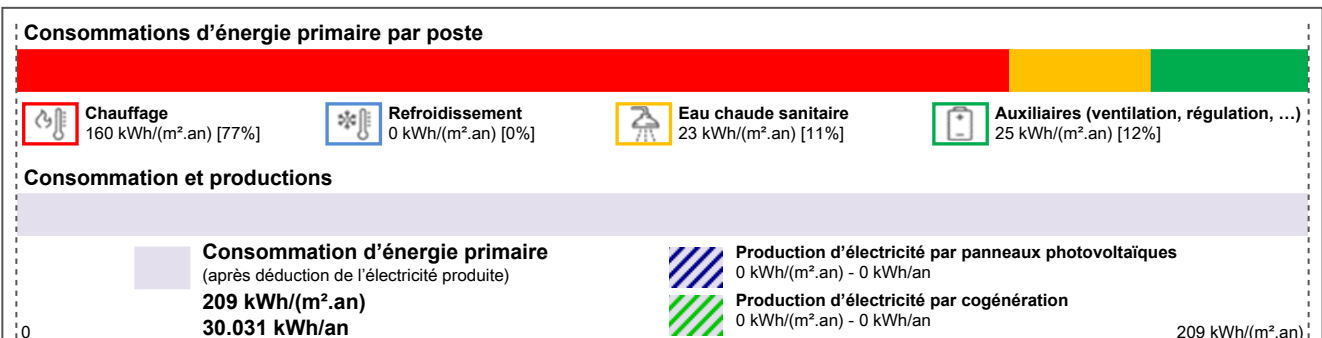 Consommations d’énergie primaire par poste
Chauffage
160 kWh/(m².an) [77%]
Refroidissement
0 kWh/(m².an) [0%]
Eau chaude sanitaire
23 kWh/(m².an) [11%]
Auxiliaires (ventilation, régulation, …)
25 kWh/(m².an) [12%]
Consommation et productions
Consommation d’énergie primaire
(après déduction de l’électricité produite)
209 kWh/(m².an)
30.031 kWh/an
Production d’électricité par panneaux photovoltaïques
0 kWh/(m².an) - 0 kWh/an
Production d’électricité par cogénération
0 kWh/(m².an) - 0 kWh/an
0
209 kWh/(m².an)